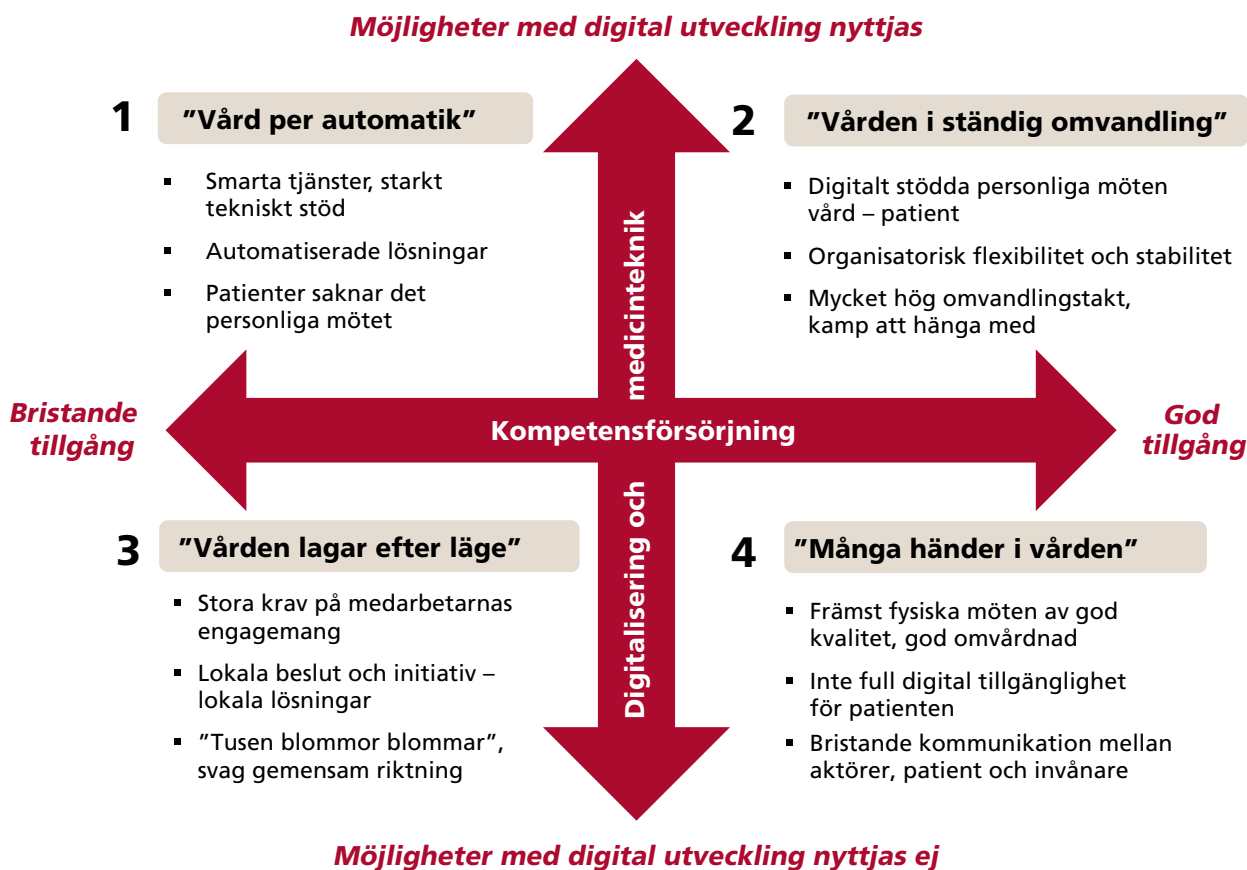 Möjligheter med digital utveckling nyttjas
1
”Vård per automatik”
▪ Smarta tjänster, starkt
tekniskt stöd
▪ Automatiserade lösningar
▪ Patienter saknar det
personliga mötet
2
”Vården i ständig omvandling”
▪ Digitalt stödda personliga möten
vård – patient
▪ Organisatorisk flexibilitet och stabilitet
▪ Mycket hög omvandlingstakt,
kamp att hänga med
Bristande
tillgång
Kompetensförsörjning
God
tillgång
Digitalisering och medicinteknik
3
”Vården lagar efter läge”
▪ Stora krav på medarbetarnas
engagemang
▪ Lokala beslut och initiativ –
lokala lösningar
▪ ”Tusen blommor blommar”,
svag gemensam riktning
4
”Många händer i vården”
▪ Främst fysiska möten av god
kvalitet, god omvårdnad
▪ Inte full digital tillgänglighet
för patienten
▪ Bristande kommunikation mellan
aktörer, patient och invånare
Möjligheter med digital utveckling nyttjas ej